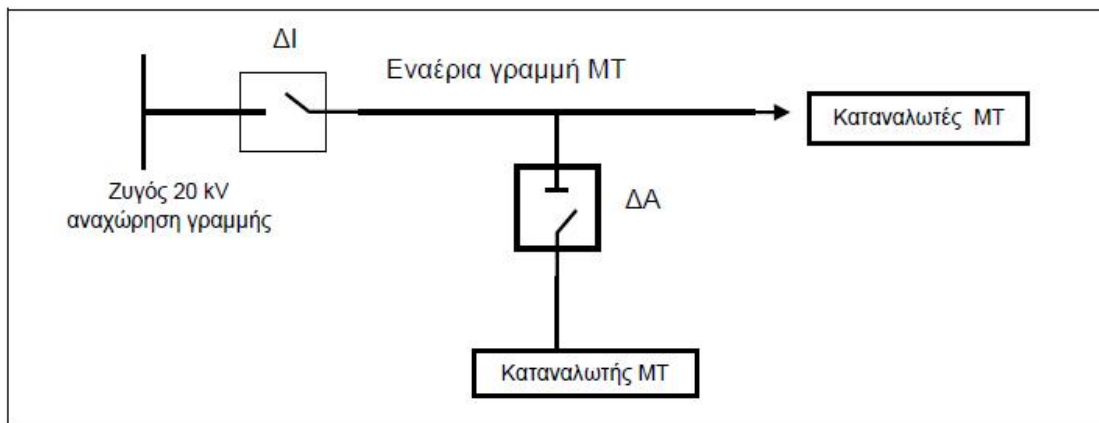 ΔΙ
Εναέρια γραμμή ΜΤ
Καταναλωτές ΜΤ
Ζυγός 20 kV
αναχώρηση γραμμής
ΔΑ
Καταναλωτής ΜΤ